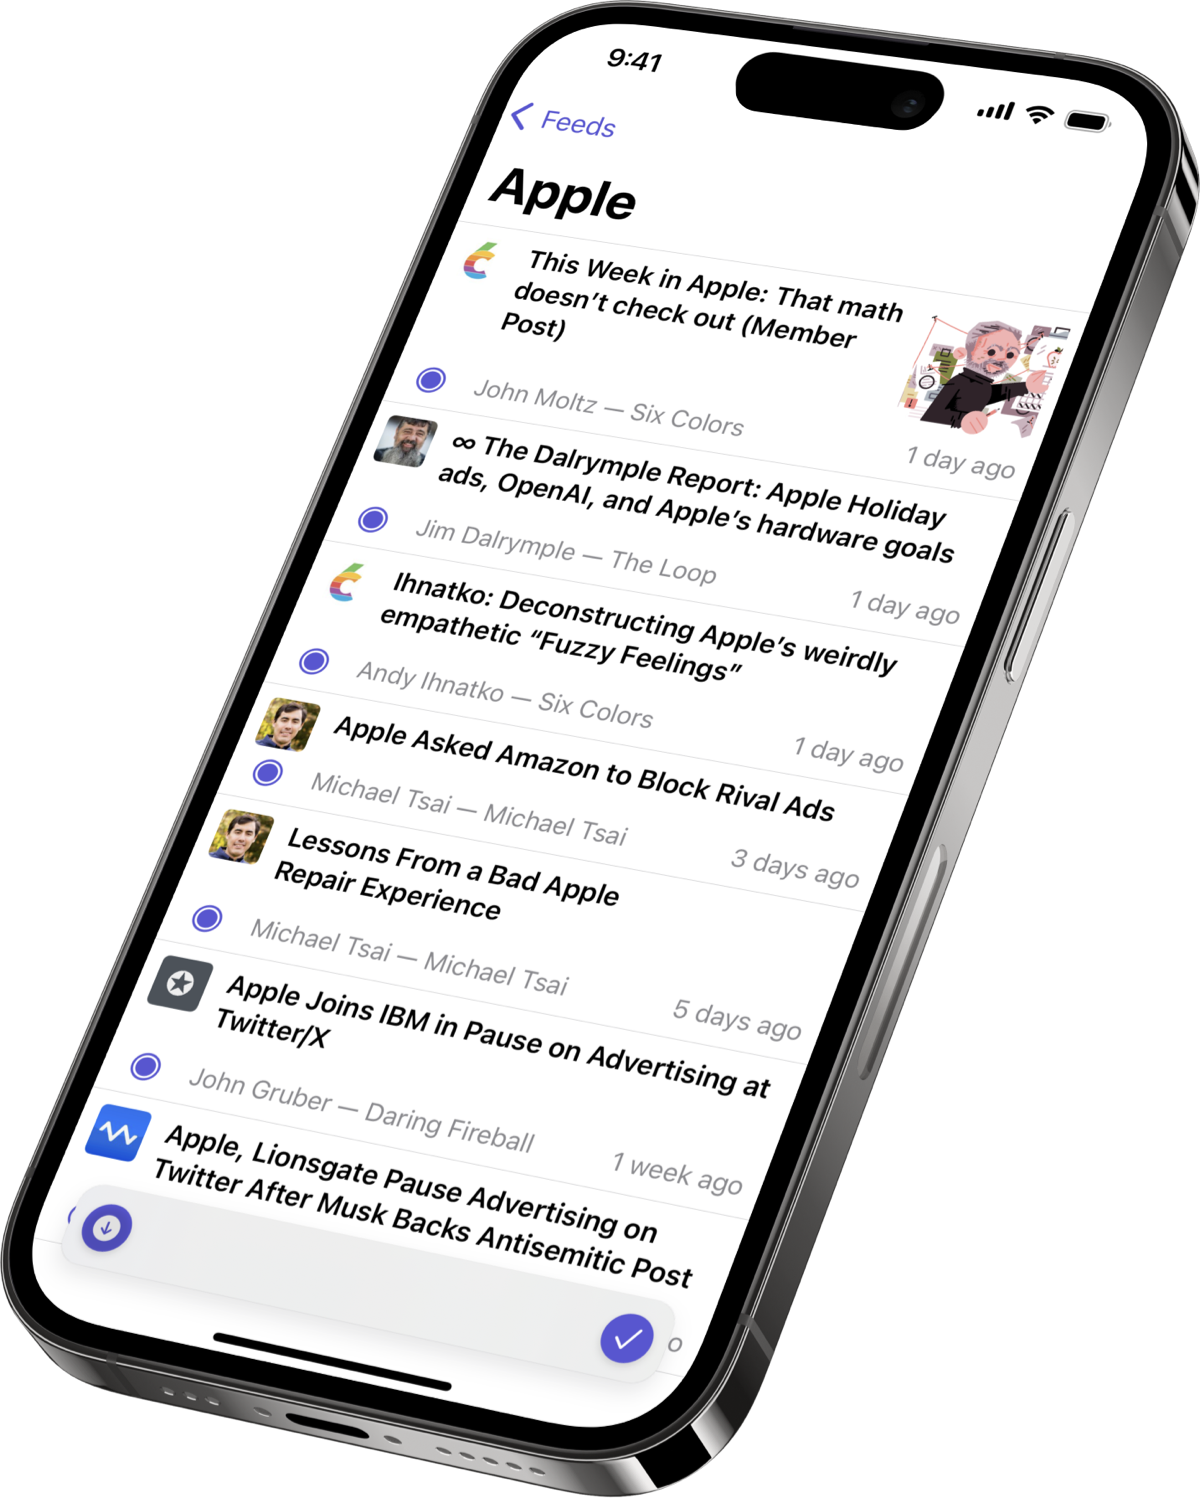 9:41
Feeds
Apple
This Week in Apple: That math
doesn’t check out (Member
Post)
John Moltz — Six Colors
1 day ago
∞ The Dalrymple Report: Apple Holiday
ads, OpenAI, and Apple’s hardware goals
Jim Dalrymple — The Loop
1 day ago
Ihnatko: Deconstructing Apple’s weirdly
empathetic “Fuzzy Feelings”
Andy Ihnatko — Six Colors
1 day ago
Apple Asked Amazon to Block Rival Ads
Michael Tsai — Michael Tsai
3 days ago
Lessons From a Bad Apple
Repair Experience
Michael Tsai — Michael Tsai
5 days ago
Apple Joins IBM in Pause on Advertising at
Twitter/X
John Gruber — Daring Fireball
1 week ago
Apple, Lionsgate Pause Advertising on
Twitter After Musk Backs Antisemitic Post